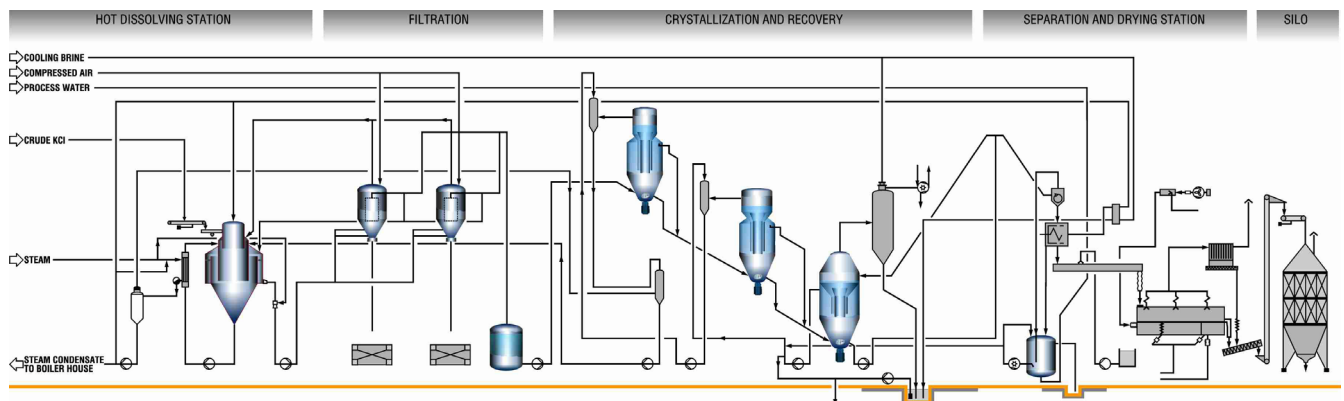 HOT DISSOLVING STATION
FILTRATION
CRYSTALLIZATION AND RECOVERY
SEPARATION AND DRYING STATION
SILO
COOLING BRINE
COMPRESSED AIR
PROCESS WATER
CRUDE KCl
STEAM
STEAM CONDENSATE
TO BOILER HOUSE